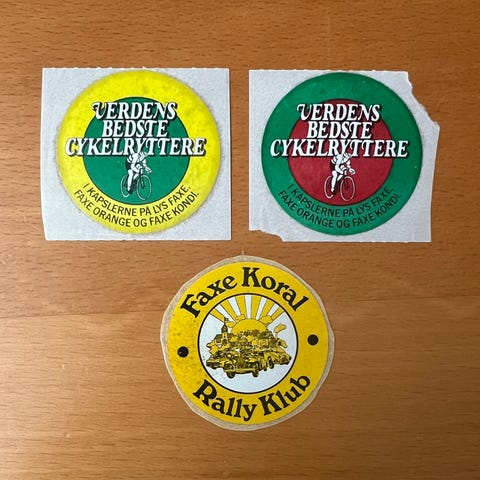 VERDENS
BEDSTE
CYKELRYTTERE
I KAPSLERNE PÅ LYS FAXE,
FAXE ORANGE OG FAXE KONDI.
VERDENS
BEDSTE
CYKELRYTTERE
I KAPSLERNE PÅ LYS FAXE,
FAXE ORANGE OG FAXE KONDI.
Faxe Koral
Rally Klub